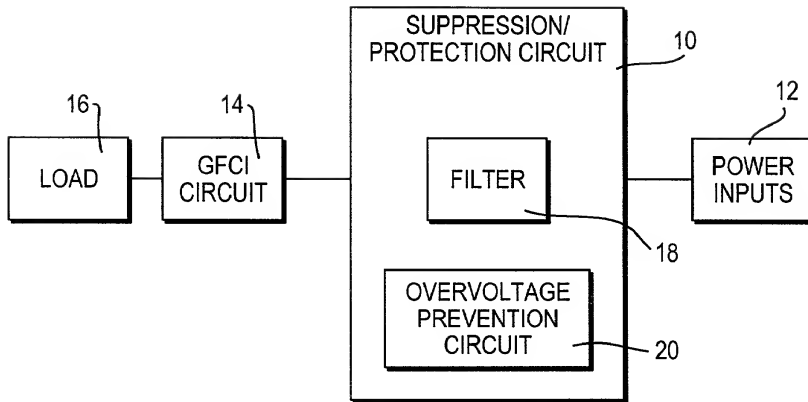 SUPPRESSION/
PROTECTION CIRCUIT
10
16
14
12
LOAD
GFCI
CIRCUIT
FILTER
POWER
INPUTS
18
OVERVOLTAGE
PREVENTION
CIRCUIT
20